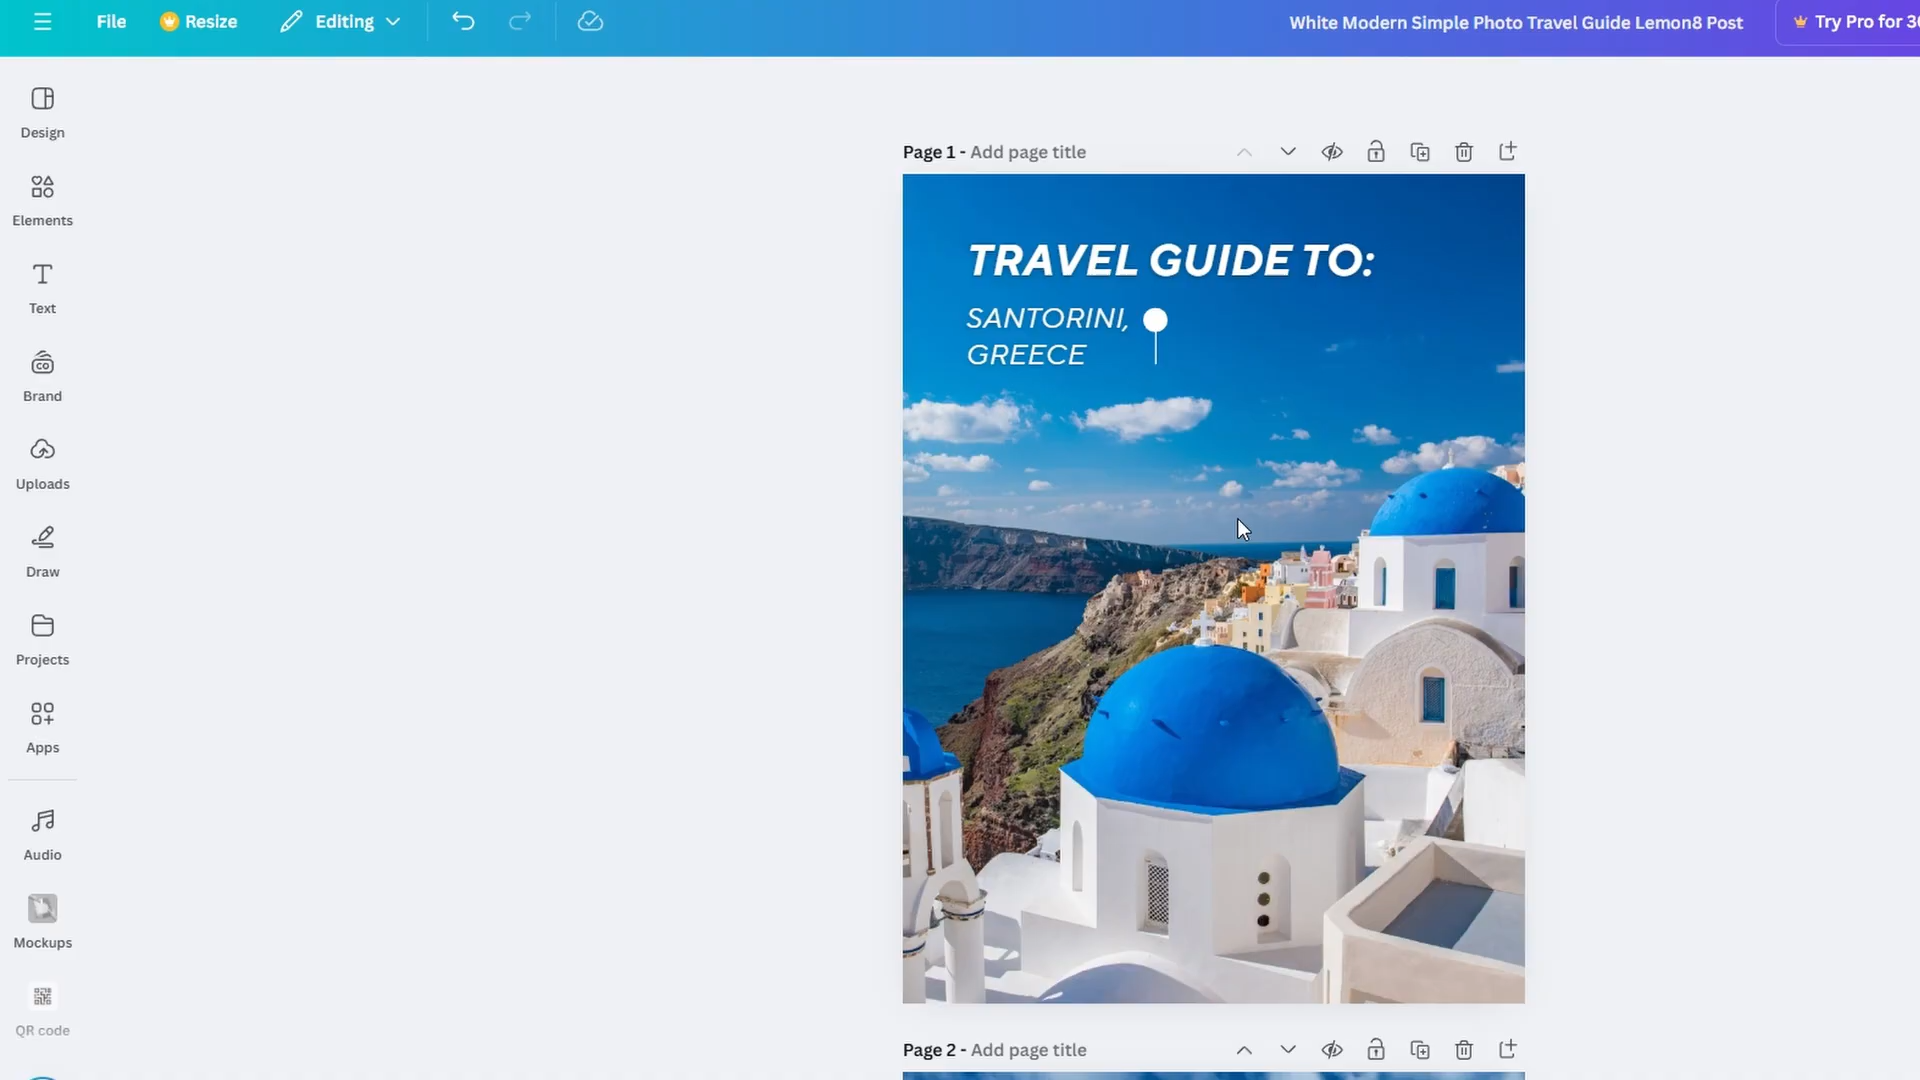 File
Resize
Editing
White Modern Simple Photo Travel Guide Lemon8 Post
Try Pro for
Design
Elements
Text
Brand
Uploads
Draw
Projects
Apps
Audio
Mockups
QR code
Page 1 - Add page title
TRAVEL GUIDE TO:
SANTORINI,
GREECE
Page 2 - Add page title